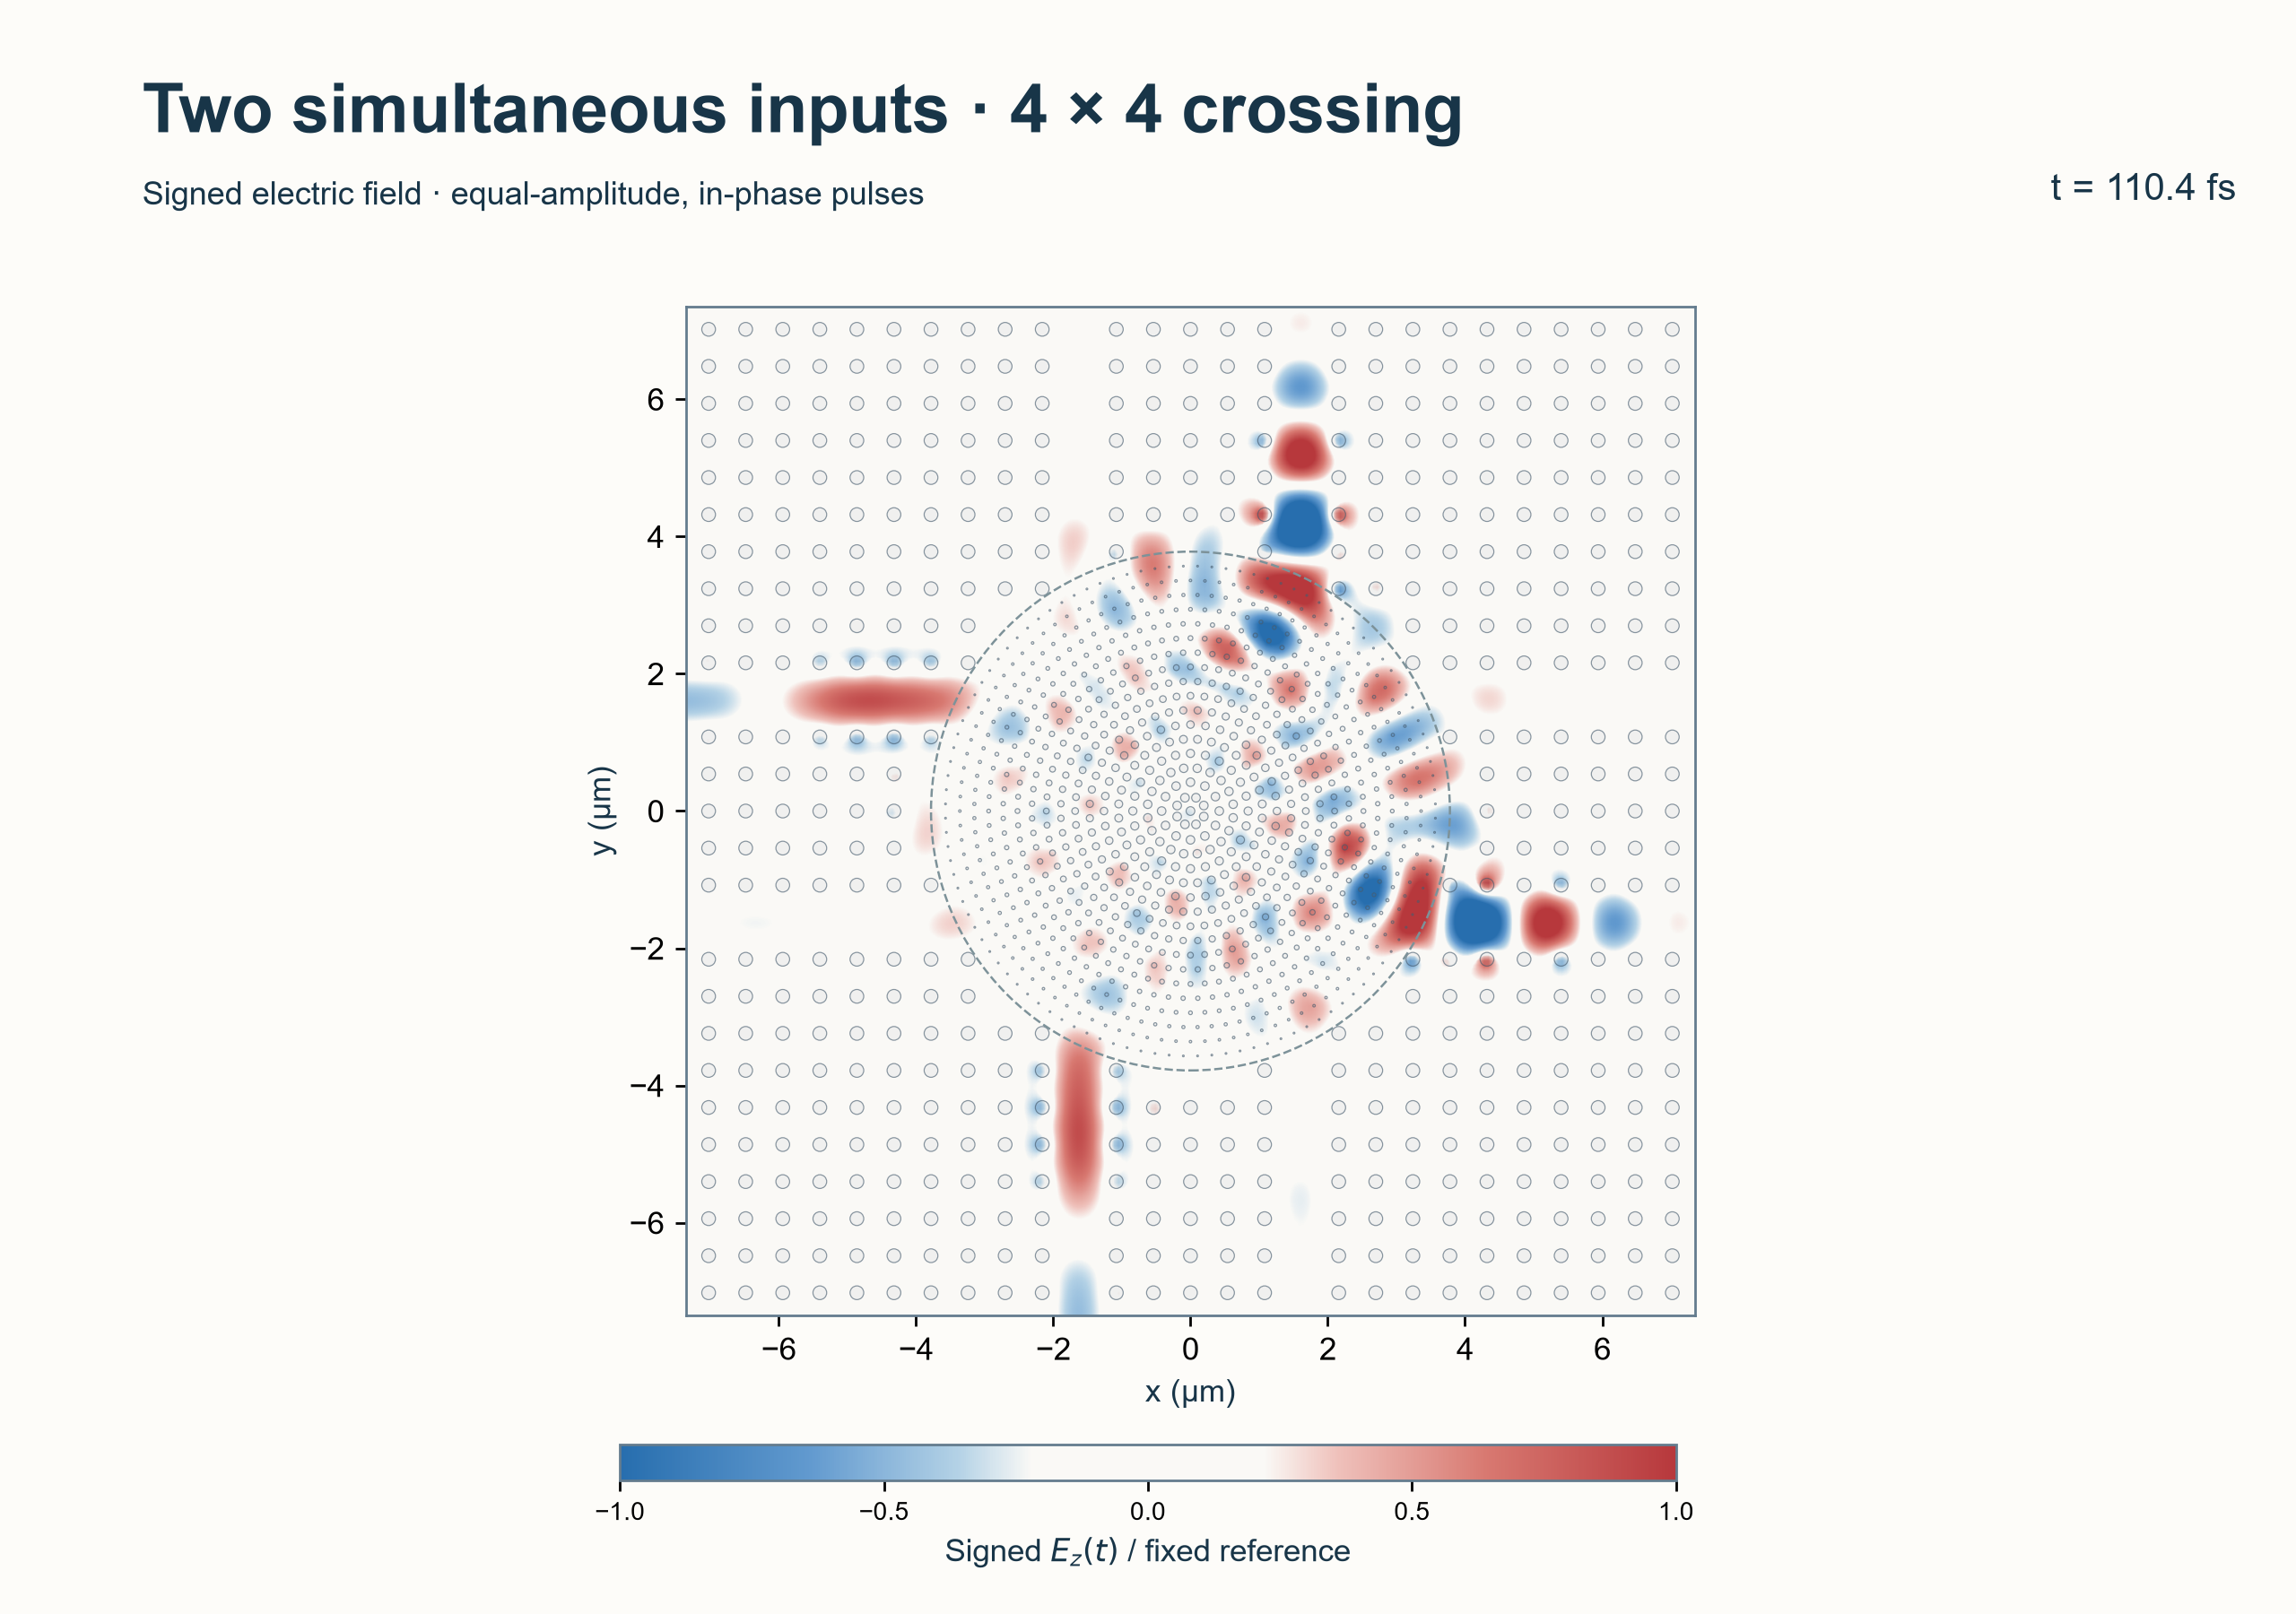 Two simultaneous inputs · 4 × 4 crossing
Signed electric field · equal-amplitude, in-phase pulses
t = 110.4 fs
6
4
2
0
−2
−4
−6
y (µm)
−6 −4 −2 0 2 4 6
x (µm)
−1.0 −0.5 0.0 0.5 1.0
Signed E_z(t) / fixed reference